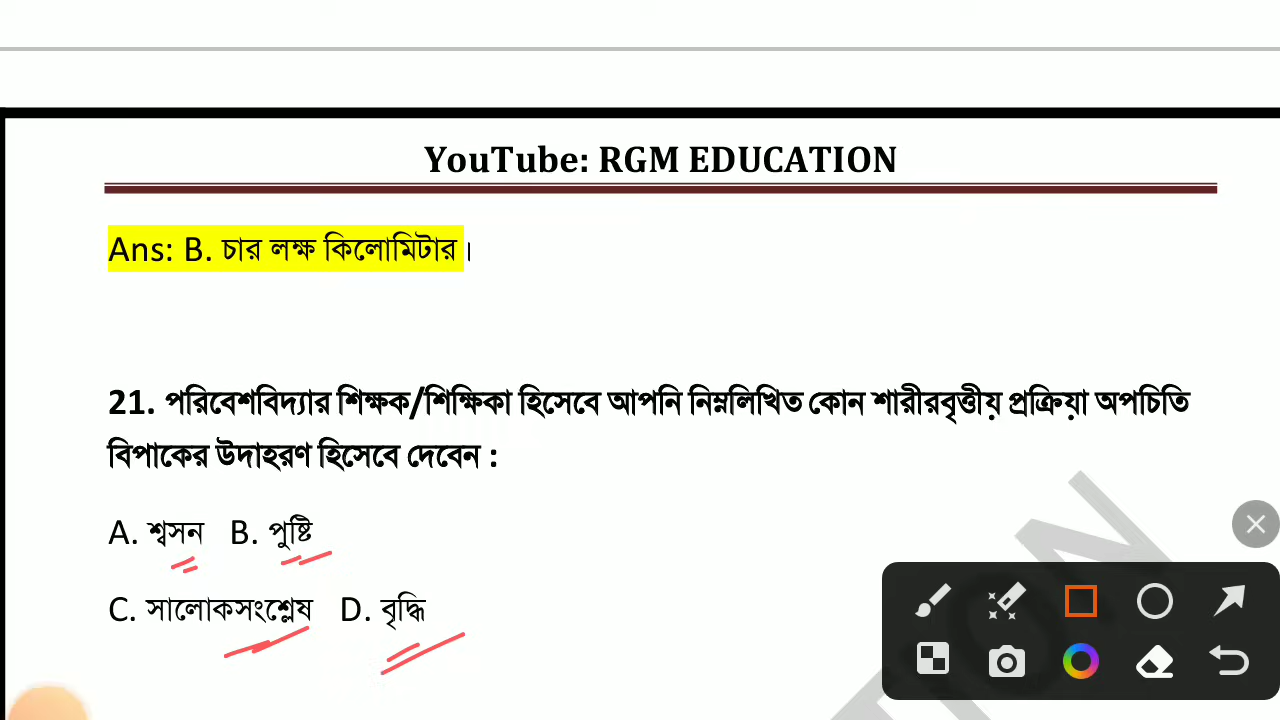 YouTube: RGM EDUCATION
Ans: B. চার লক্ষ কিলোমিটার ।
21. পরিবেশবিদ্যার শিক্ষক/শিক্ষিকা হিসেবে আপনি নিম্নলিখিত কোন শারীরবৃত্তীয় প্রক্রিয়া অপচিতি
বিপাকের উদাহরণ হিসেবে দেবেন :
A. শ্বসন B. পুষ্টি
C. সালোকসংশ্লেষ D. বৃদ্ধি